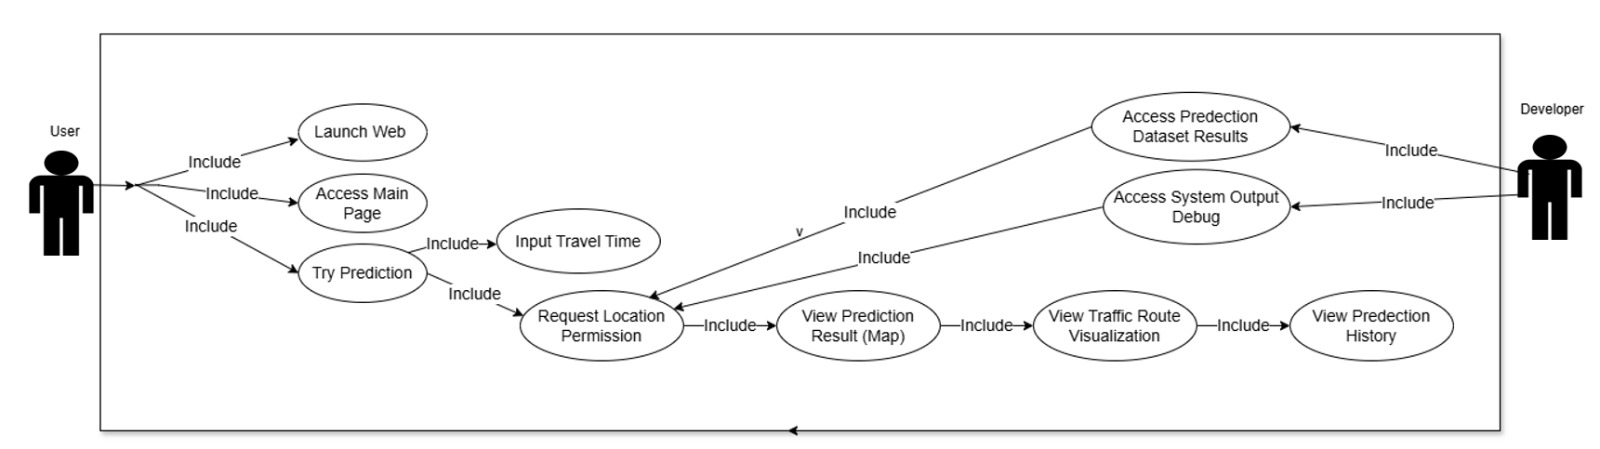 User
Developer
Launch Web
Access Main
Page
Try Prediction
Input Travel Time
Request Location
Permission
View Prediction
Result (Map)
View Traffic Route
Visualization
View Predection
History
Access Predection
Dataset Results
Access System Output
Debug
Include
Include
Include
Include
Include
Include
Include
Include
Include
Include
Include
Include
v